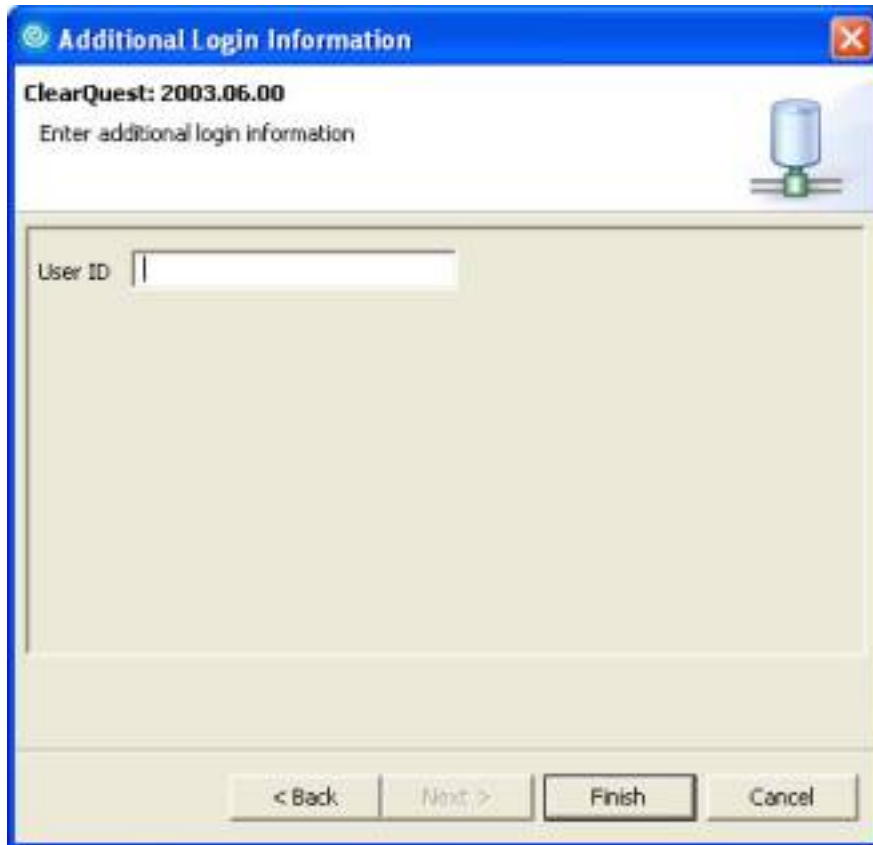 Additional Login Information
ClearQuest: 2003.06.00
Enter additional login information
User ID
< Back Next > Finish Cancel